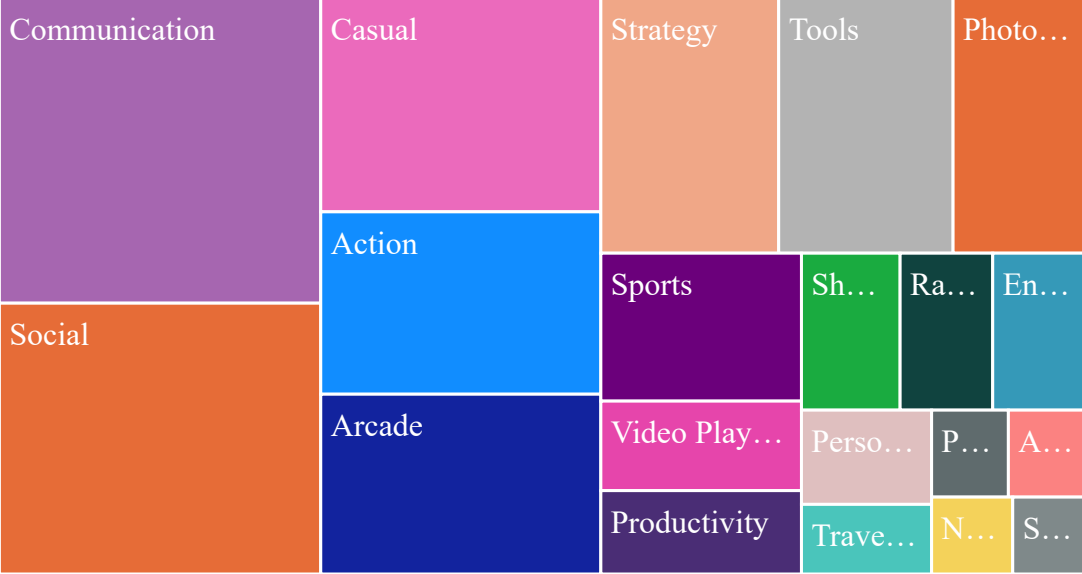 Communication
Casual
Strategy
Tools
Photo…
Action
Sports
Sh…
Ra…
En…
Social
Arcade
Video Play…
Perso…
P…
A…
Productivity
Trave…
N…
S…